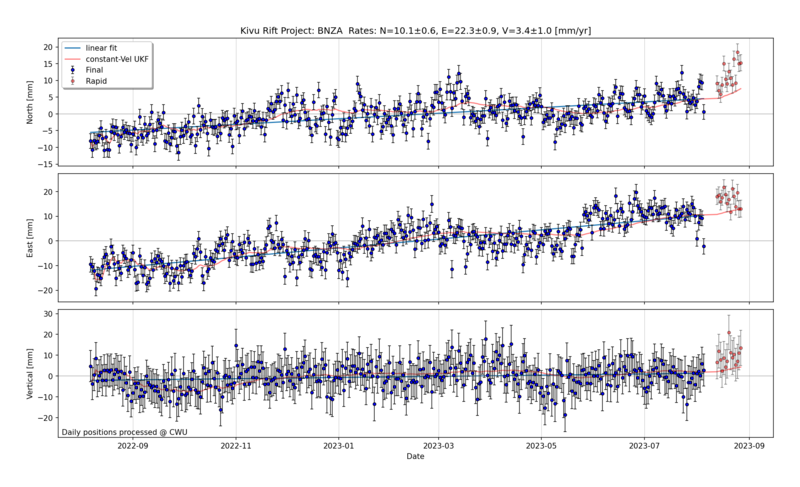 Kivu Rift Project: BNZA Rates: N=10.1±0.6, E=22.3±0.9, V=3.4±1.0 [mm/yr]
linear fit
constant-Vel UKF
Final
Rapid
North [mm]
20
15
10
5
0
−5
−10
−15
East [mm]
20
10
0
−10
−20
Vertical [mm]
30
20
10
0
−10
−20
Daily positions processed @ CWU
2022-09
2022-11
2023-01
2023-03
2023-05
2023-07
2023-09
Date